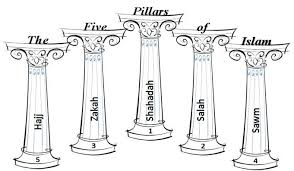 The Five Pillars of Islam
Hajj
5
Zakah
3
Shahadah
1
Salah
2
Sawm
4